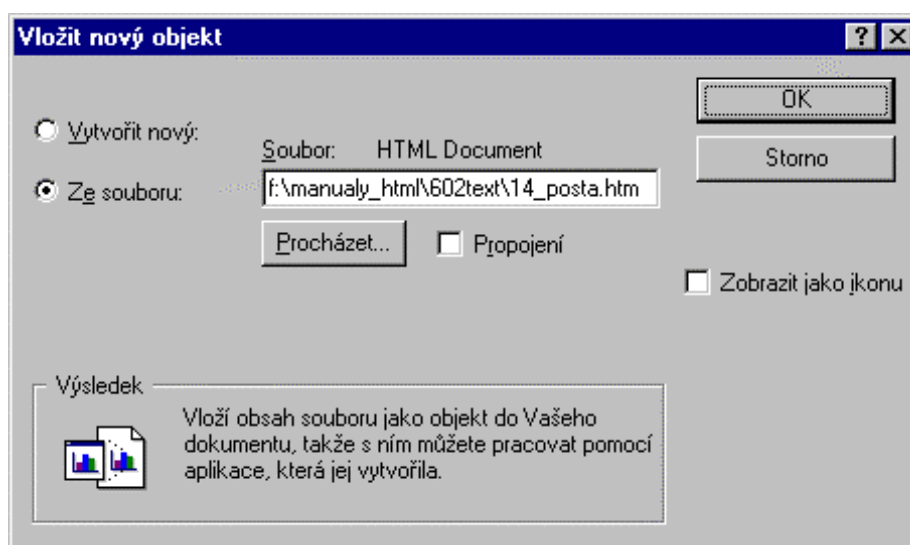 Vložit nový objekt
OK
Vytvořit nový:
Soubor: HTML Document
Storno
Ze souboru:
f:\manualy_html\602text\14_posta.htm
Procházet...
Propojení
Zobrazit jako ikonu
Výsledek
Vloží obsah souboru jako objekt do Vašeho
dokumentu, takže s ním můžete pracovat pomocí
aplikace, která jej vytvořila.